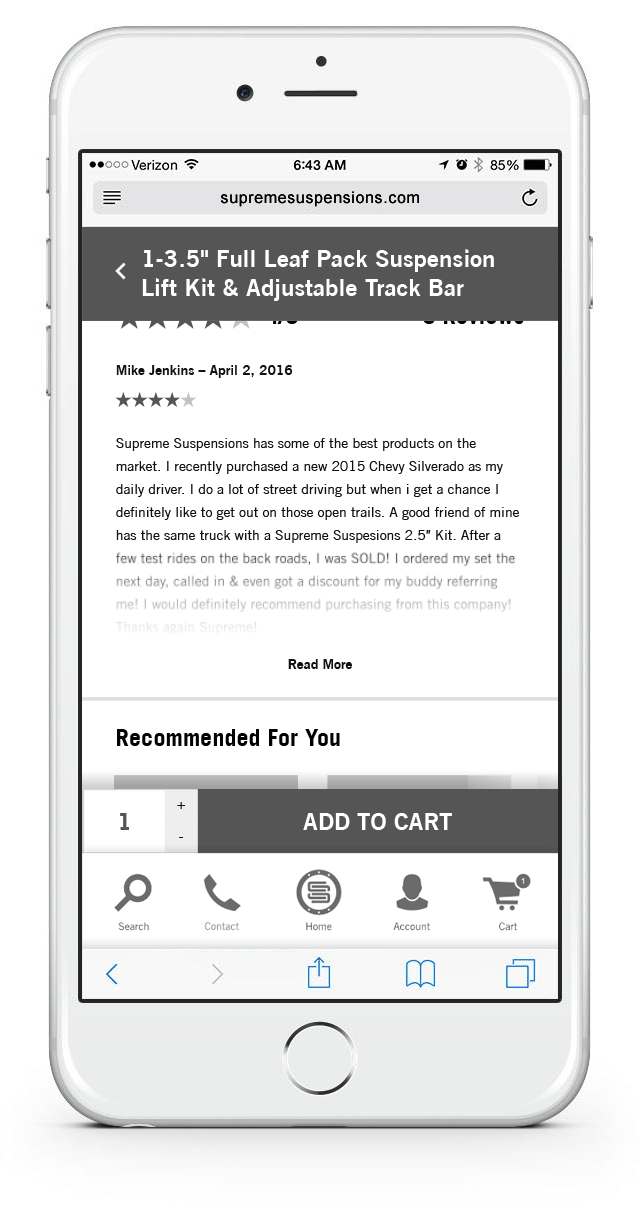 Verizon 6:43 AM 85%
supremesuspensions.com
1-3.5" Full Leaf Pack Suspension
Lift Kit & Adjustable Track Bar
Reviews
Mike Jenkins – April 2, 2016
Supreme Suspensions has some of the best products on the
market. I recently purchased a new 2015 Chevy Silverado as my
daily driver. I do a lot of street driving but when i get a chance I
definitely like to get out on those open trails. A good friend of mine
has the same truck with a Supreme Suspesions 2.5″ Kit. After a
few test rides on the back roads, I was SOLD! I ordered my set the
next day, called in & even got a discount for my buddy referring
me! I would definitely recommend purchasing from this company!
Thanks again Supreme!
Read More
Recommended For You
1 + ADD TO CART
-
1
Search Contact Home Account Cart